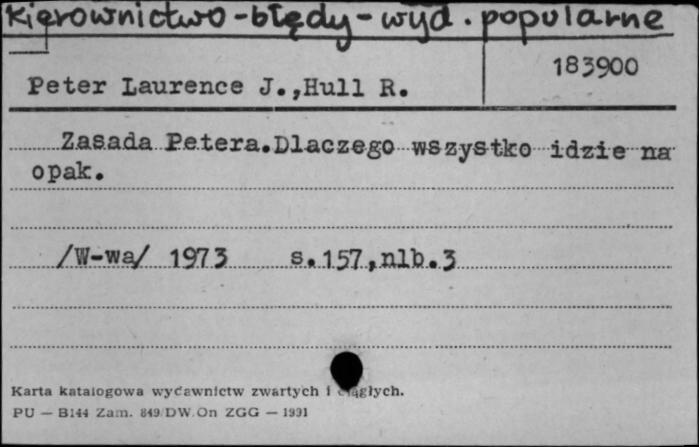 Kierownictwo-błędy-wyd. popularne
183900
Peter Laurence J.,Hull R.
Zasada Petera.Dlaczego wszystko idzie na
opak.
/W-wa/ 1973 s.157,nlb.3
Karta katalogowa wydawnictw zwartych i ciągłych.
PU — B144 Zam. 849/DW/On ZGG — 1991